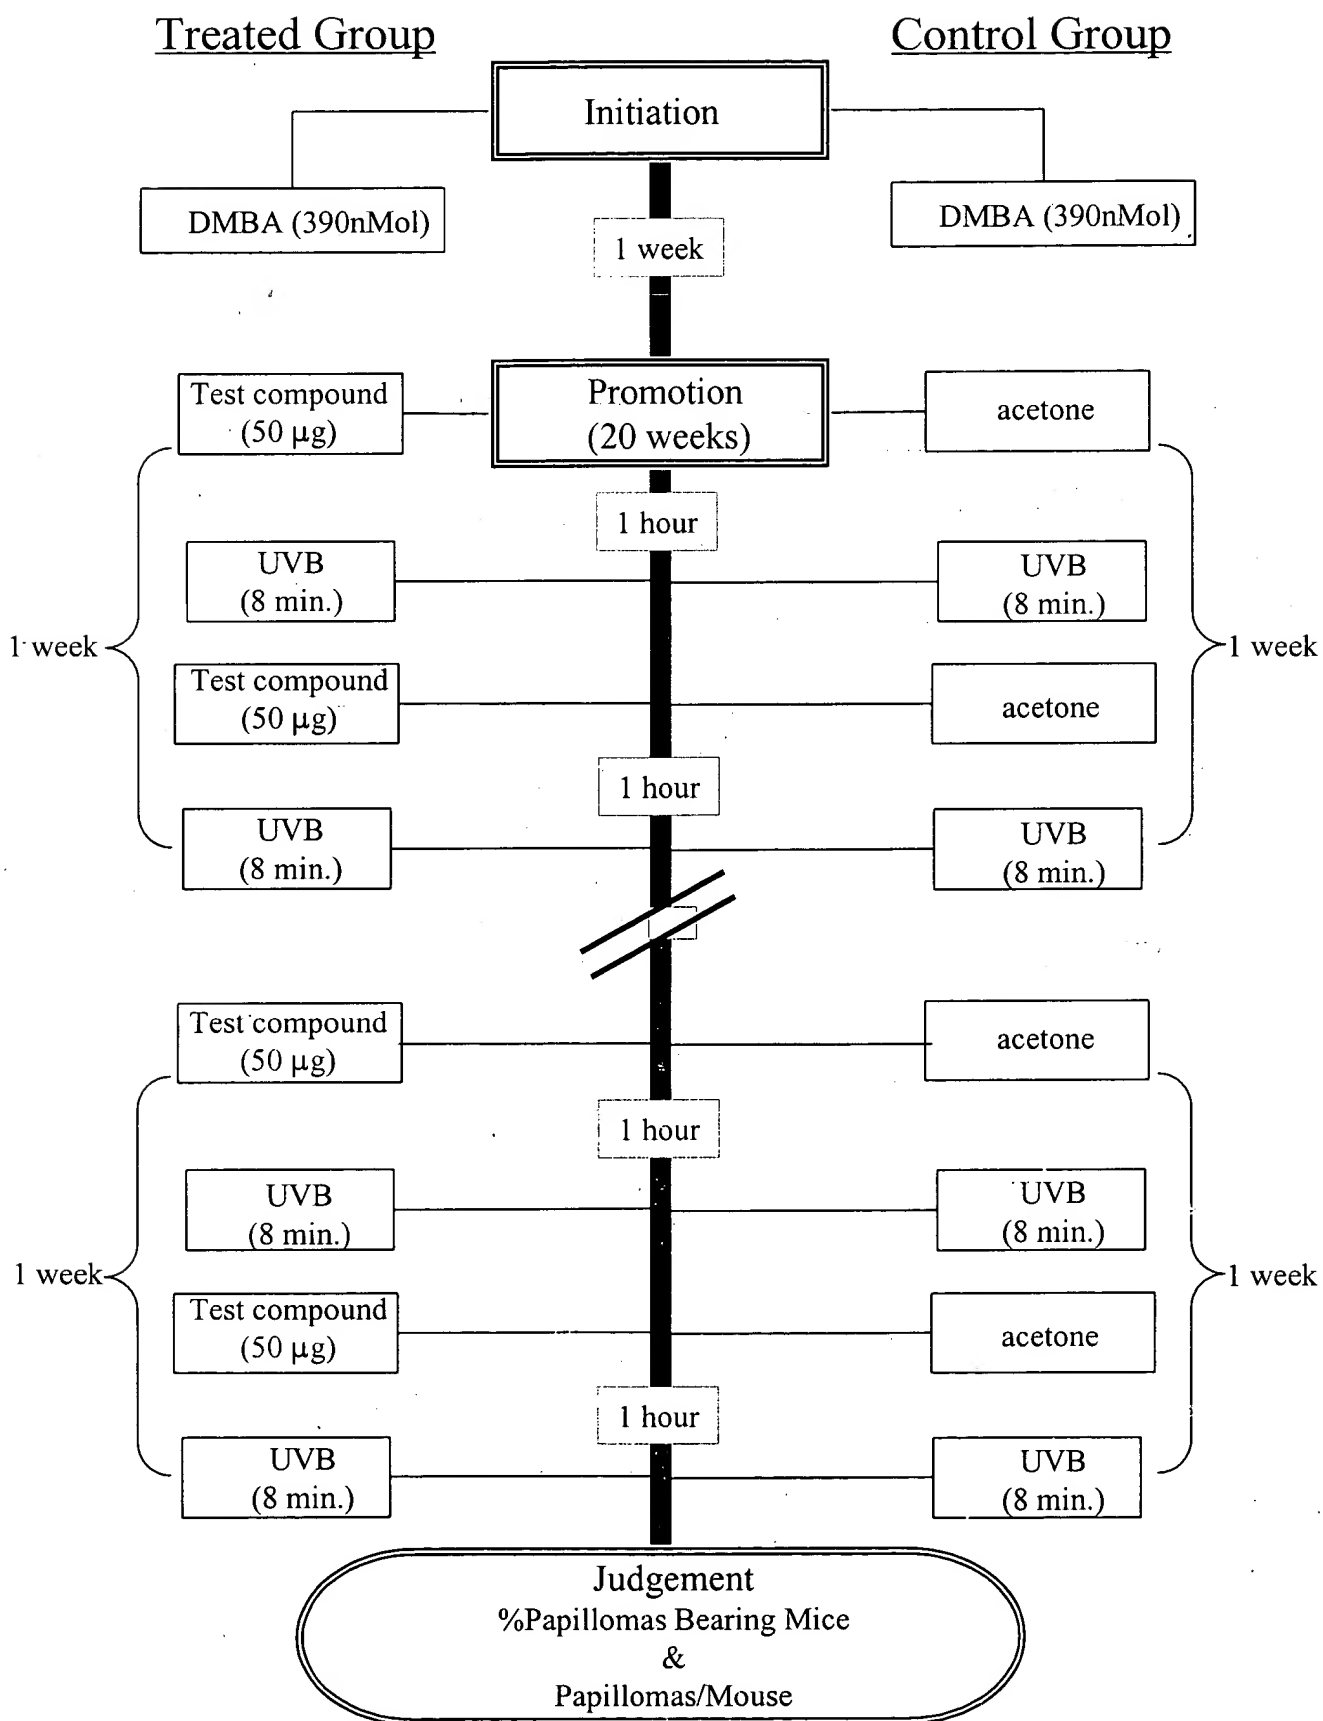 Treated Group
Control Group
Initiation
DMBA (390nMol)
DMBA (390nMol)
1 week
Test compound
(50 µg)
Promotion
(20 weeks)
acetone
1 hour
UVB
(8 min.)
UVB
(8 min.)
1 week
1 week
Test compound
(50 µg)
acetone
1 hour
UVB
(8 min.)
UVB
(8 min.)
Test compound
(50 µg)
acetone
1 hour
UVB
(8 min.)
UVB
(8 min.)
1 week
1 week
Test compound
(50 µg)
acetone
1 hour
UVB
(8 min.)
UVB
(8 min.)
Judgement
%Papillomas Bearing Mice
&
Papillomas/Mouse